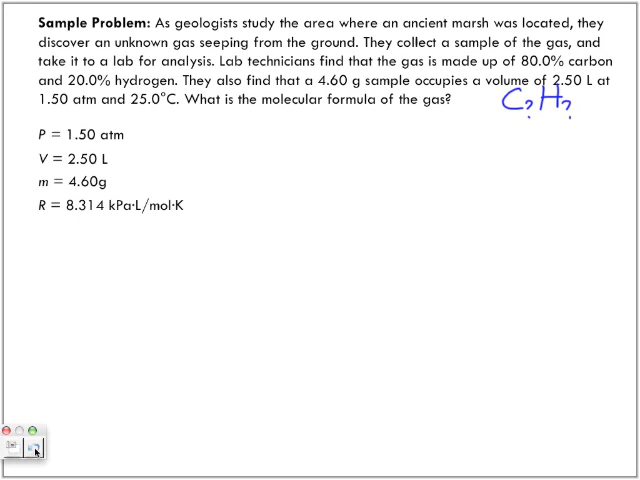 Sample Problem: As geologists study the area where an ancient marsh was located, they
discover an unknown gas seeping from the ground. They collect a sample of the gas, and
take it to a lab for analysis. Lab technicians find that the gas is made up of 80.0% carbon
and 20.0% hydrogen. They also find that a 4.60 g sample occupies a volume of 2.50 L at
1.50 atm and 25.0°C. What is the molecular formula of the gas?
C?H?
P = 1.50 atm
V = 2.50 L
m = 4.60g
R = 8.314 kPa·L/mol·K